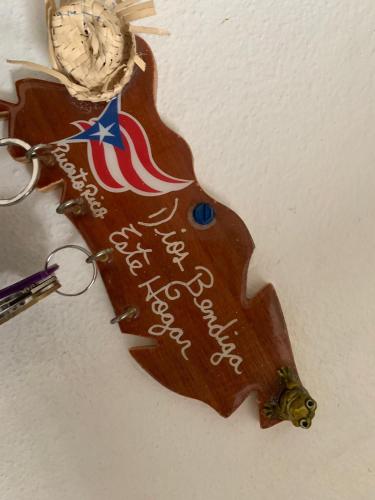 Puerto Rico
Dios Bendiga
Este Hogar